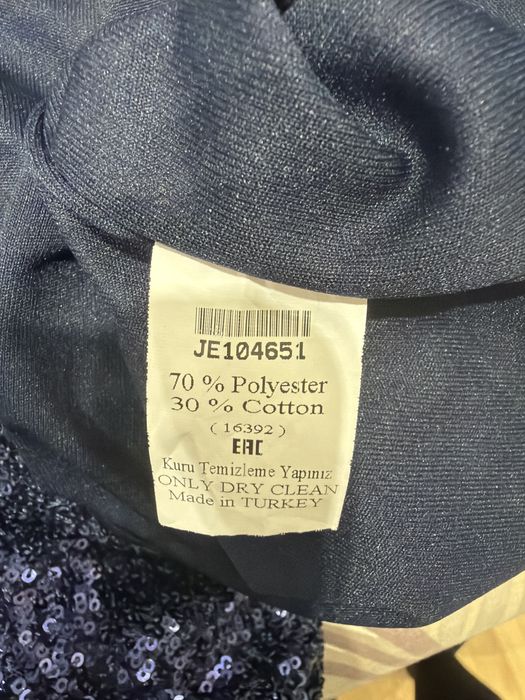 JE104651
70 % Polyester
30 % Cotton
( 16392 )
EAC
Kuru Temizleme Yapınız
ONLY DRY CLEAN
Made in TURKEY